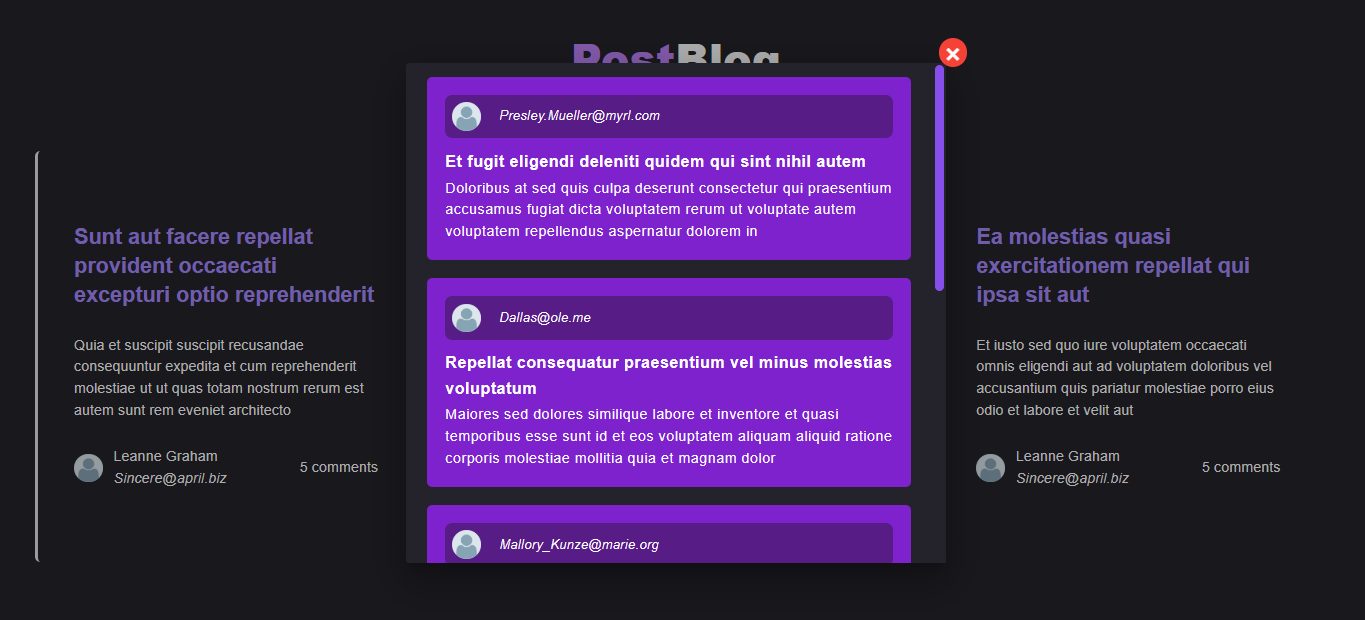 PostBlog
Sunt aut facere repellat
provident occaecati
excepturi optio reprehenderit
Quia et suscipit suscipit recusandae
consequuntur expedita et cum reprehenderit
molestiae ut ut quas totam nostrum rerum est
autem sunt rem eveniet architecto
Leanne Graham
Sincere@april.biz
5 comments
Presley.Mueller@myrl.com
Et fugit eligendi deleniti quidem qui sint nihil autem
Doloribus at sed quis culpa deserunt consectetur qui praesentium
accusamus fugiat dicta voluptatem rerum ut voluptate autem
voluptatem repellendus aspernatur dolorem in
Dallas@ole.me
Repellat consequatur praesentium vel minus molestias
voluptatum
Maiores sed dolores similique labore et inventore et quasi
temporibus esse sunt id et eos voluptatem aliquam aliquid ratione
corporis molestiae mollitia quia et magnam dolor
Mallory_Kunze@marie.org
Ea molestias quasi
exercitationem repellat qui
ipsa sit aut
Et iusto sed quo iure voluptatem occaecati
omnis eligendi aut ad voluptatem doloribus vel
accusantium quis pariatur molestiae porro eius
odio et labore et velit aut
Leanne Graham
Sincere@april.biz
5 comments